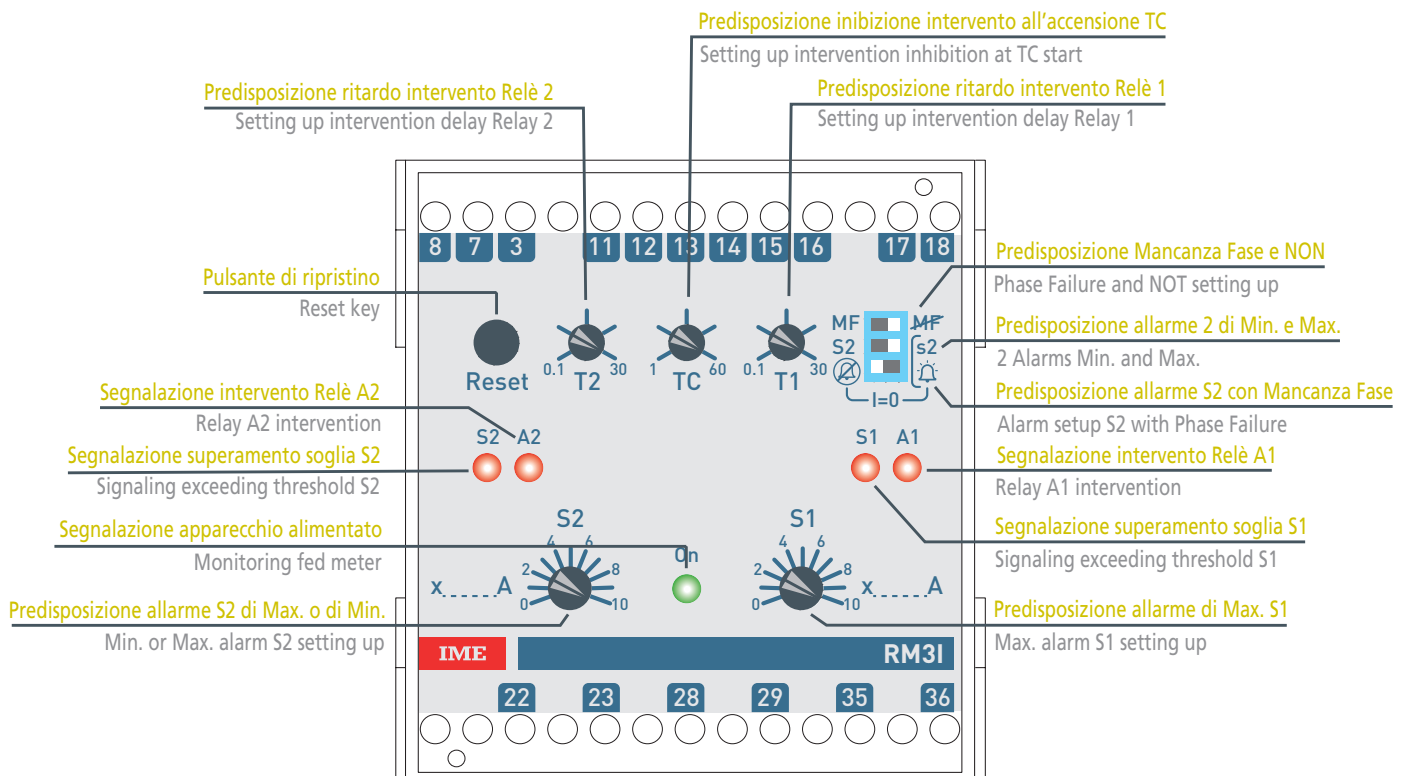 Predisposizione inibizione intervento all'accensione TC
Setting up intervention inhibition at TC start
Predisposizione ritardo intervento Relè 2
Setting up intervention delay Relay 2
Predisposizione ritardo intervento Relè 1
Setting up intervention delay Relay 1
8 7 3 11 12 13 14 15 16 17 18
Predisposizione Mancanza Fase e NON
Phase Failure and NOT setting up
Pulsante di ripristino
Reset key
MF MF
Predisposizione allarme 2 di Min. e Max.
2 Alarms Min. and Max.
S2 s2
Reset
0.1 T2 30
1 TC 60
0.1 T1 30
I=0
Predisposizione allarme S2 con Mancanza Fase
Alarm setup S2 with Phase Failure
Segnalazione intervento Relè A2
Relay A2 intervention
S2 A2
S1 A1
Segnalazione superamento soglia S2
Signaling exceeding threshold S2
Segnalazione intervento Relè A1
Relay A1 intervention
Segnalazione apparecchio alimentato
Monitoring fed meter
Segnalazione superamento soglia S1
Signaling exceeding threshold S1
S2
0 2 4 6 8 10
On
S1
0 2 4 6 8 10
x______A
x______A
Predisposizione allarme S2 di Max. o di Min.
Min. or Max. alarm S2 setting up
Predisposizione allarme di Max. S1
Max. alarm S1 setting up
IME
RM3I
22 23 28 29 35 36